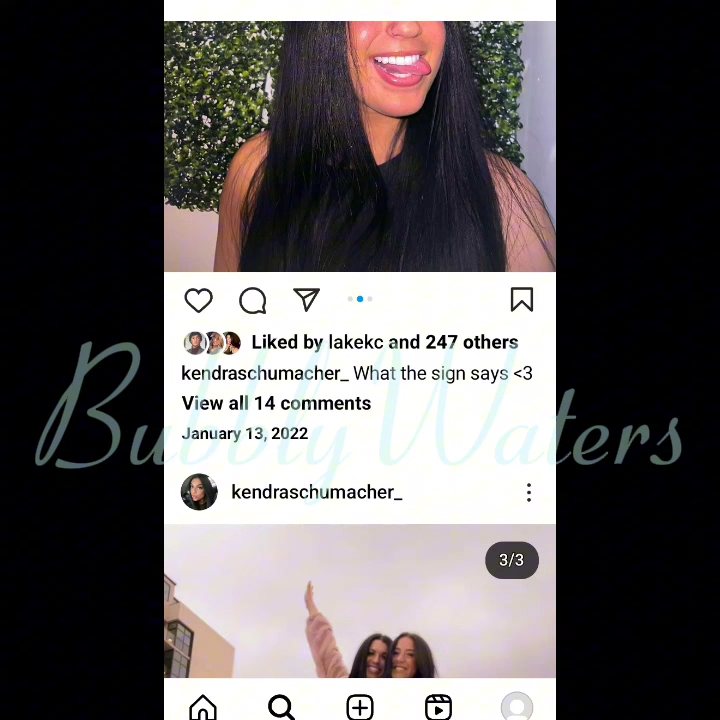 Liked by lakekc and 247 others
kendraschumacher_ What the sign says <3
View all 14 comments
Bubbly Waters
January 13, 2022
kendraschumacher_
3/3